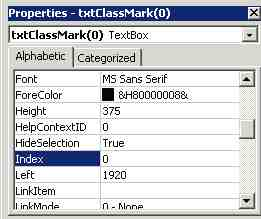 Properties - txtClassMark(0)
txtClassMark(0) TextBox
Alphabetic Categorized
Font MS Sans Serif
ForeColor &H80000008&
Height 375
HelpContextID 0
HideSelection True
Index 0
Left 1920
LinkItem
LinkMode 0 - None